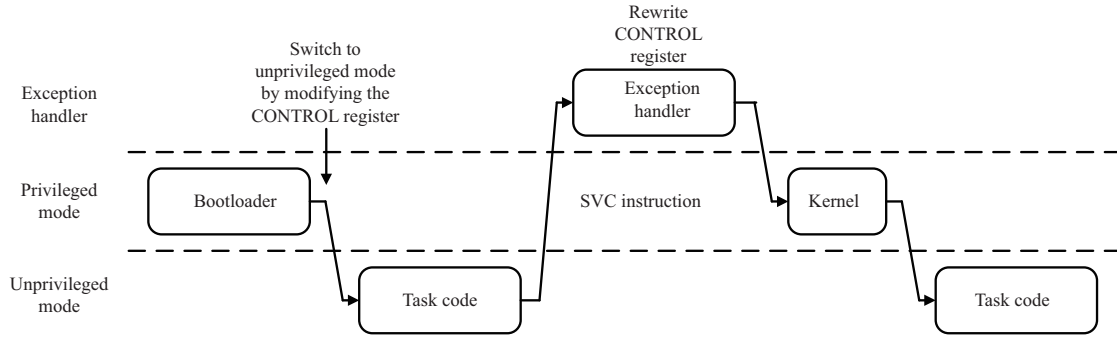 Rewrite
CONTROL
register
Switch to
unprivileged mode
by modifying the
CONTROL register
Exception
handler
Exception
handler
Privileged
mode
Bootloader
SVC instruction
Kernel
Unprivileged
mode
Task code
Task code